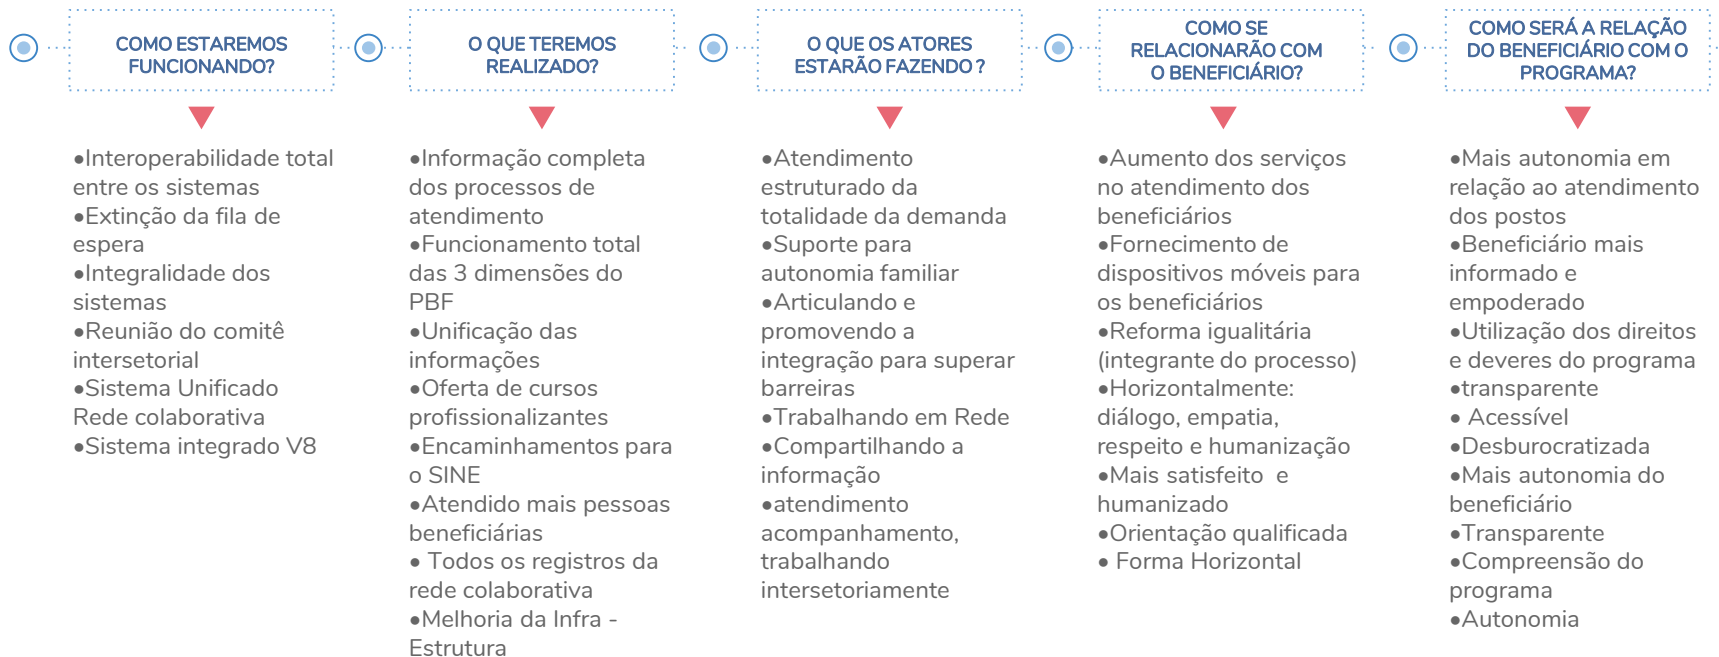 COMO ESTAREMOS
FUNCIONANDO?
•Interoperabilidade total
entre os sistemas
•Extinção da fila de
espera
•Integralidade dos
sistemas
•Reunião do comitê
intersetorial
•Sistema Unificado
Rede colaborativa
•Sistema integrado V8
O QUE TEREMOS
REALIZADO?
•Informação completa
dos processos de
atendimento
•Funcionamento total
das 3 dimensões do
PBF
•Unificação das
informações
•Oferta de cursos
profissionalizantes
•Encaminhamentos para
o SINE
•Atendido mais pessoas
beneficiárias
• Todos os registros da
rede colaborativa
•Melhoria da Infra -
Estrutura
O QUE OS ATORES
ESTARÃO FAZENDO ?
•Atendimento
estruturado da
totalidade da demanda
•Suporte para
autonomia familiar
•Articulando e
promovendo a
integração para superar
barreiras
•Trabalhando em Rede
•Compartilhando a
informação
•atendimento
acompanhamento,
trabalhando
intersetoriamente
COMO SE
RELACIONARÃO COM
O BENEFICIÁRIO?
•Aumento dos serviços
no atendimento dos
beneficiários
•Fornecimento de
dispositivos móveis para
os beneficiários
•Reforma igualitária
(integrante do processo)
•Horizontalmente:
diálogo, empatia,
respeito e humanização
•Mais satisfeito  e
humanizado
•Orientação qualificada
• Forma Horizontal
COMO SERÁ A RELAÇÃO
DO BENEFICIÁRIO COM O
PROGRAMA?
•Mais autonomia em
relação ao atendimento
dos postos
•Beneficiário mais
informado e
empoderado
•Utilização dos direitos
e deveres do programa
•transparente
• Acessível
•Desburocratizada
•Mais autonomia do
beneficiário
•Transparente
•Compreensão do
programa
•Autonomia